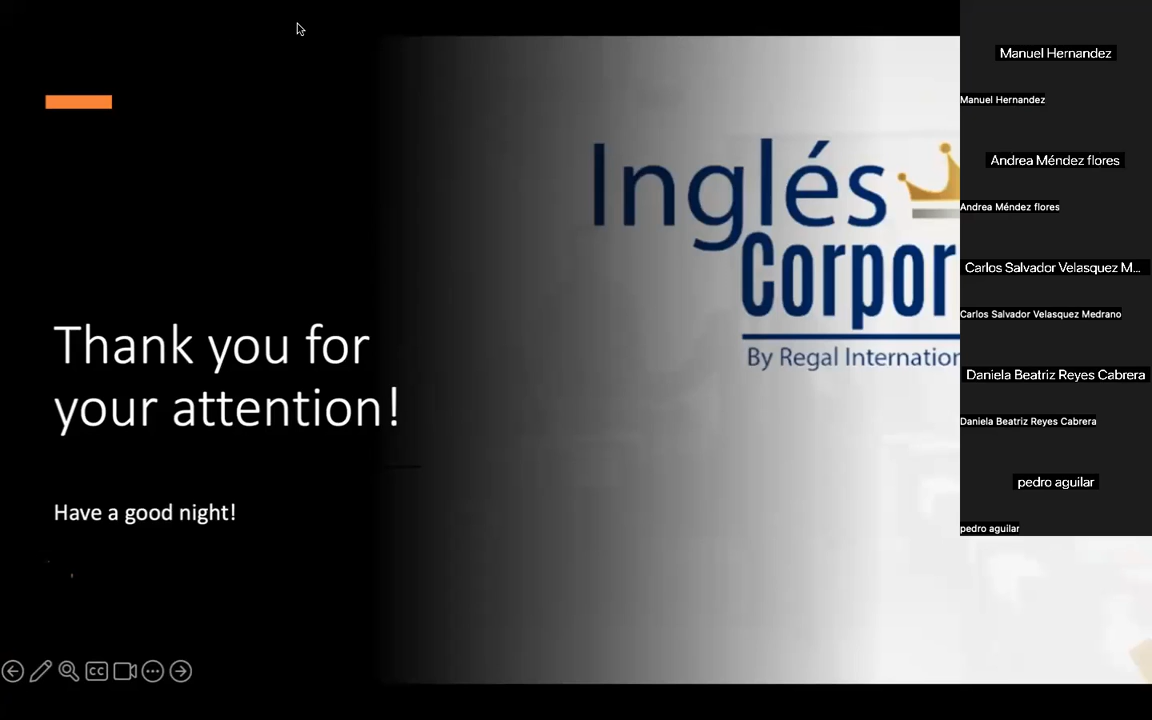 Thank you for
your attention!
Have a good night!
Inglés
Corpor
By Regal Internation
CC
Manuel Hernandez
Manuel Hernandez
Andrea Méndez flores
Andrea Méndez flores
Carlos Salvador Velasquez M...
Carlos Salvador Velasquez Medrano
Daniela Beatriz Reyes Cabrera
Daniela Beatriz Reyes Cabrera
pedro aguilar
pedro aguilar